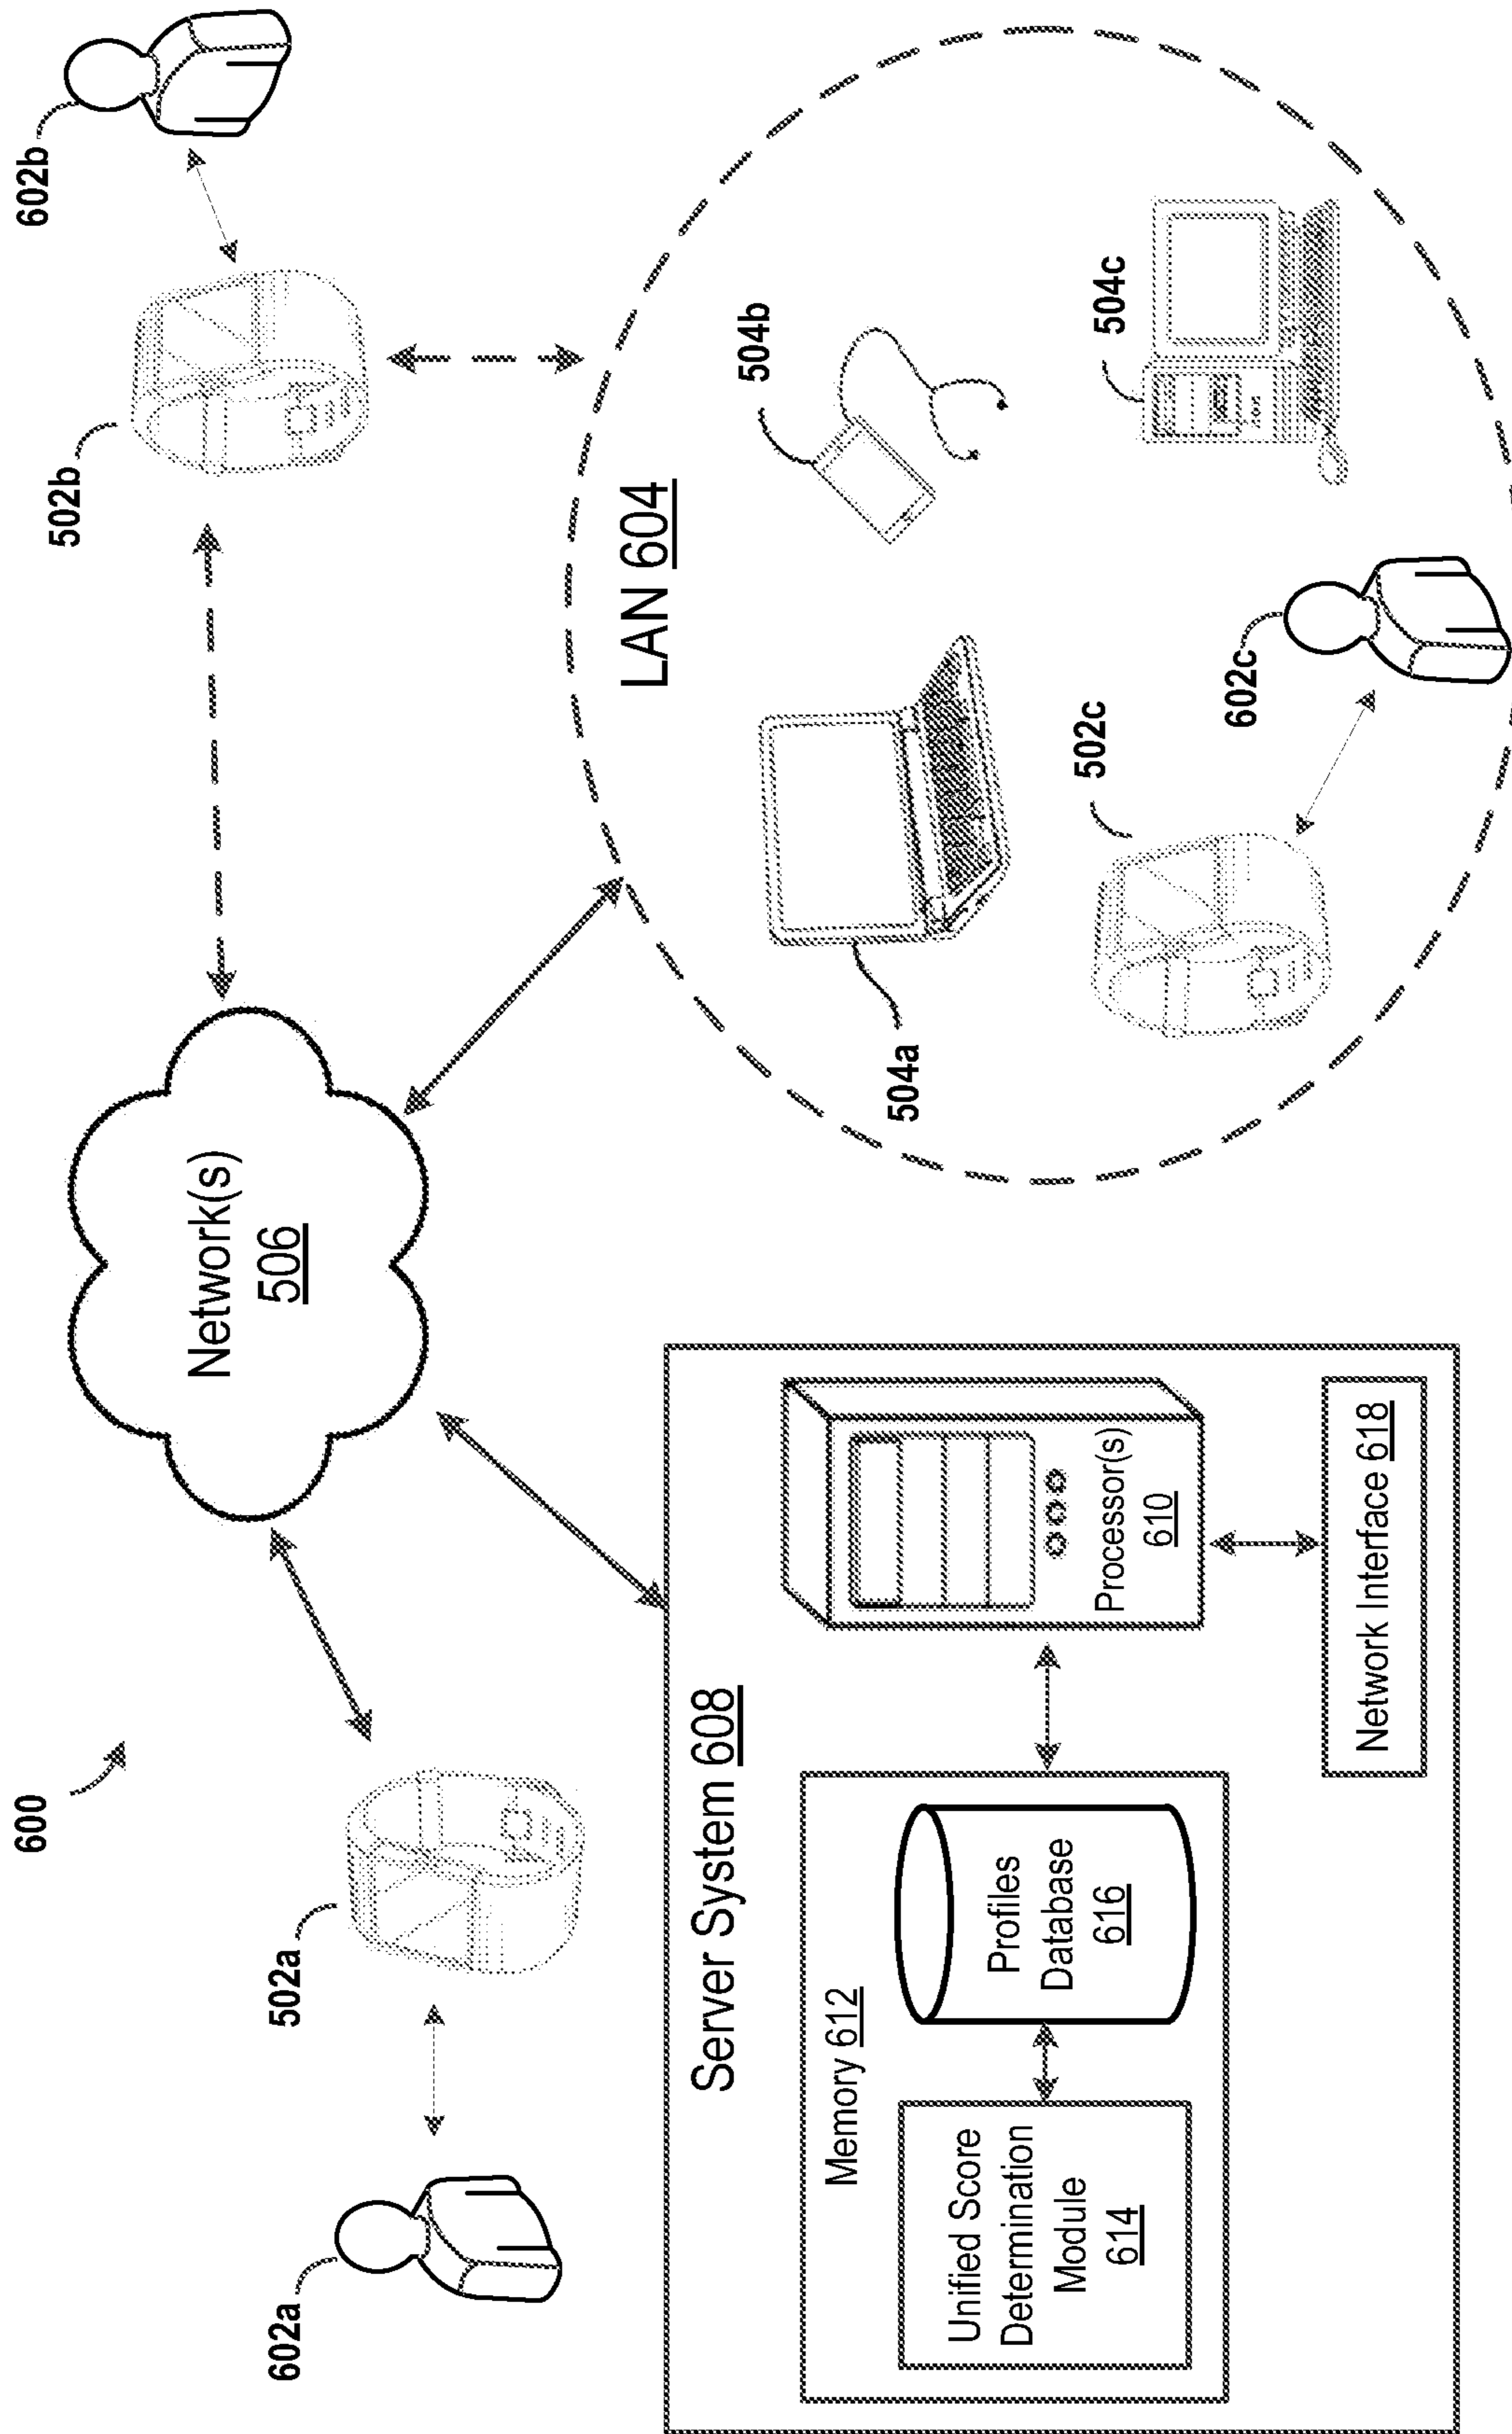 600
602a
502a
Network(s)
506
502b
602b
Server System 608
Memory 612
Unified Score
Determination
Module
614
Profiles
Database
616
Processor(s)
610
Network Interface 618
LAN 604
504a
504b
502c
602c
504c